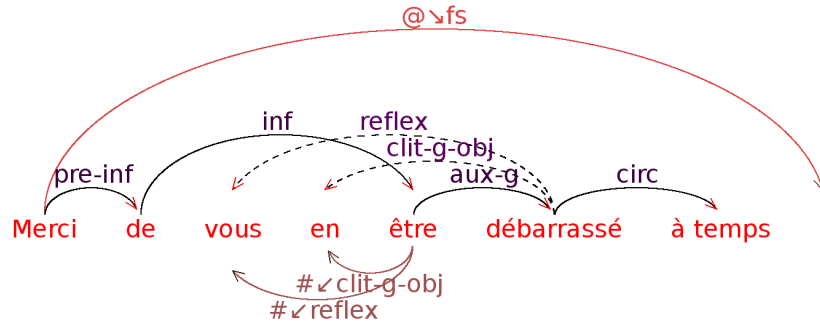 @↘fs
inf reflex
clit-g-obj
pre-inf aux-g circ
Merci de vous en être débarrassé à temps
#↙clit-g-obj
#↙reflex